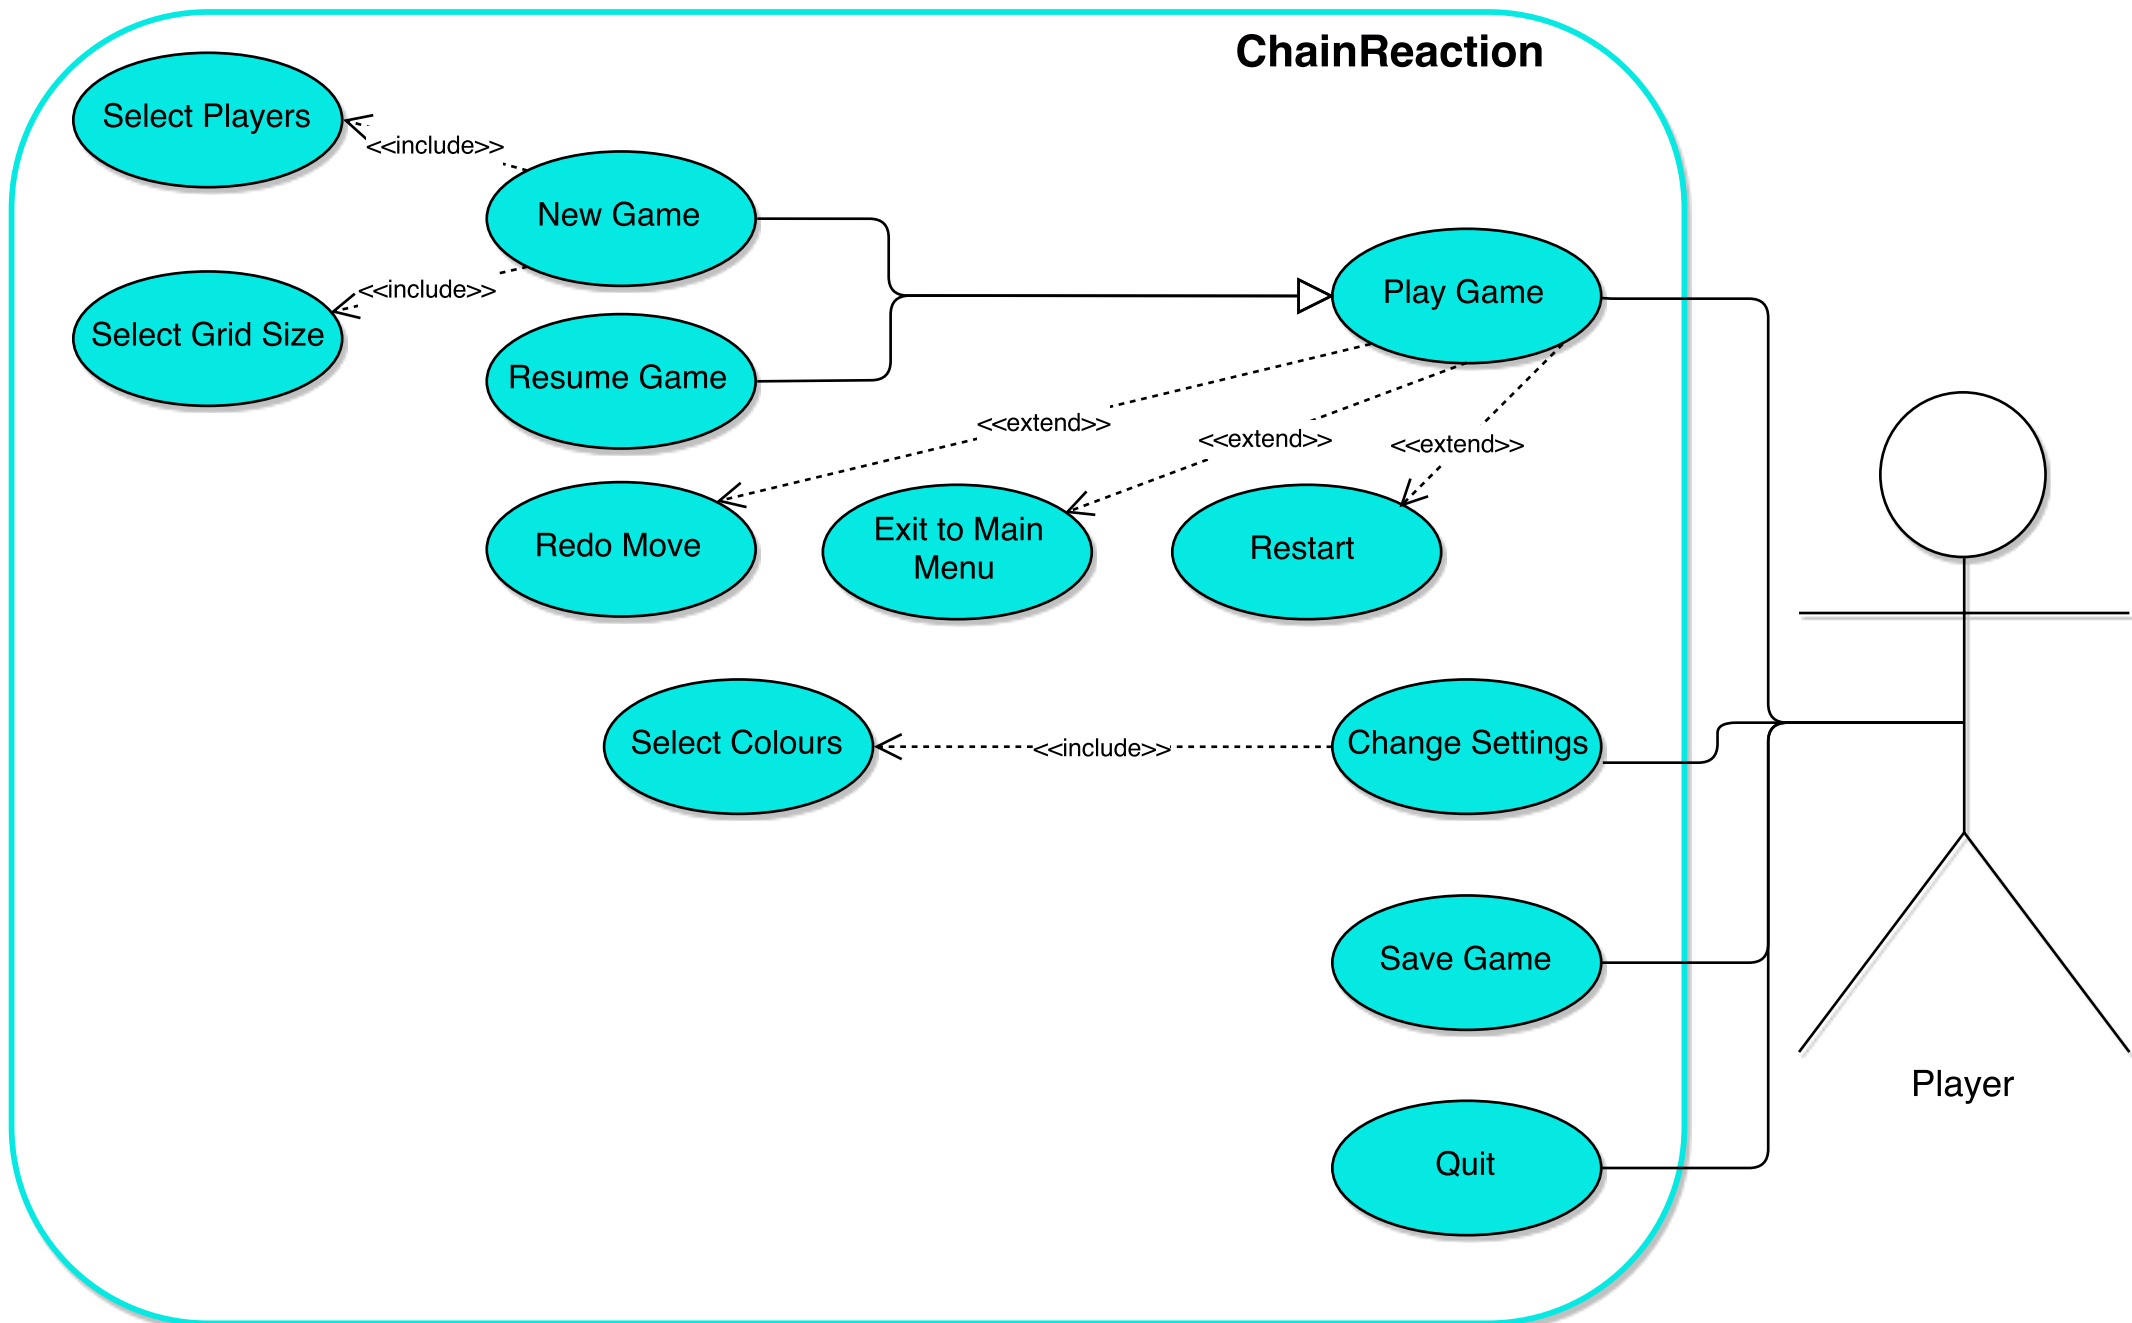 ChainReaction
Select Players
<<include>>
New Game
<<include>>
Select Grid Size
Play Game
Resume Game
<<extend>>
<<extend>>
<<extend>>
Redo Move
Exit to Main
Menu
Restart
Select Colours
<<include>>
Change Settings
Save Game
Player
Quit